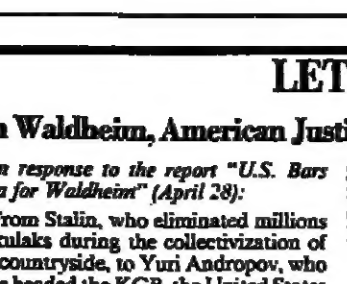 LET
Waldheim, American Justi
response to the report "U.S. Bars
for Waldheim" (April 28):
from Stalin, who eliminated millions
kulaks during the collectivization of
countryside, to Yuri Andropov, who
headed the KGB, the United States